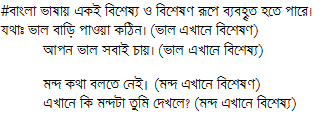 #বাংলা ভাষায় একই বিশেষ্য ও বিশেষণ রূপে ব্যবহৃত হতে পারে।
যথাঃ ভাল বাড়ি পাওয়া কঠিন। (ভাল এখানে বিশেষণ)
আপন ভাল সবাই চায়। (ভাল এখানে বিশেষ্য)
মন্দ কথা বলতে নেই। (মন্দ এখানে বিশেষণ)
এখানে কি মন্দটা তুমি দেখলে? (মন্দ এখানে বিশেষ্য)